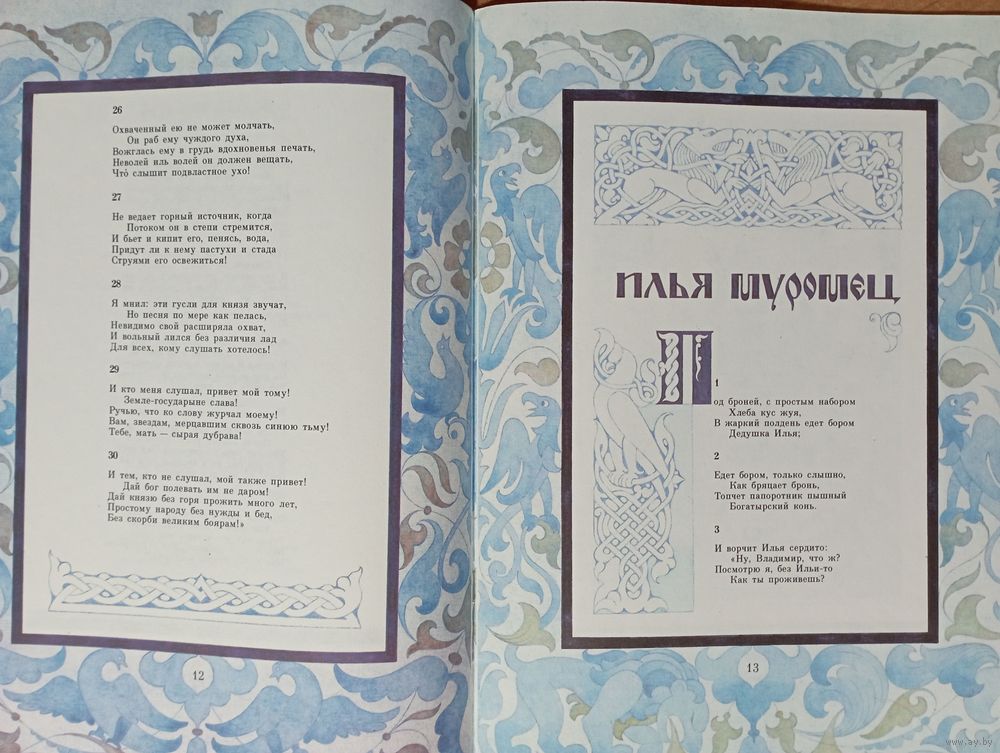 26
Охваченный ею не может молчать,
Он раб ему чуждого духа,
Вожглась ему в грудь вдохновенья печать,
Неволей иль волей он должен вещать,
Что́ слышит подвластное ухо!
27
Не ведает горный источник, когда
Потоком он в степи стремится,
И бьет и кипит его, пенясь, вода,
Придут ли к нему пастухи и стада
Струями его освежиться!
28
Я мнил: эти гусли для князя звучат,
Но песня по мере как пелась,
Невидимо свой расширяла охват,
И вольный лился без различия лад
Для всех, кому слушать хотелось!
29
И кто меня слушал, привет мой тому!
Земле-государыне слава!
Ручью, что ко слову журчал моему!
Вам, звездам, мерцавшим сквозь синюю тьму!
Тебе, мать — сырая дубрава!
30
И тем, кто не слушал, мой также привет!
Дай бог полевать им не даром!
Дай князю без горя прожить много лет,
Простому народу без нужды и бед,
Без скорби великим боярам!»
12
ИЛЬЯ МУРОМЕЦ
1
Под броней, с простым набором
Хлеба кус жуя,
В жаркий полдень едет бором
Дедушка Илья;
2
Едет бором, только слышно,
Как бряцает бронь,
Топчет папоротник пышный
Богатырский конь.
3
И ворчит Илья сердито:
«Ну, Владимир, что ж?
Посмотрю я, без Ильи-то
Как ты проживешь?
13
www.ay.by